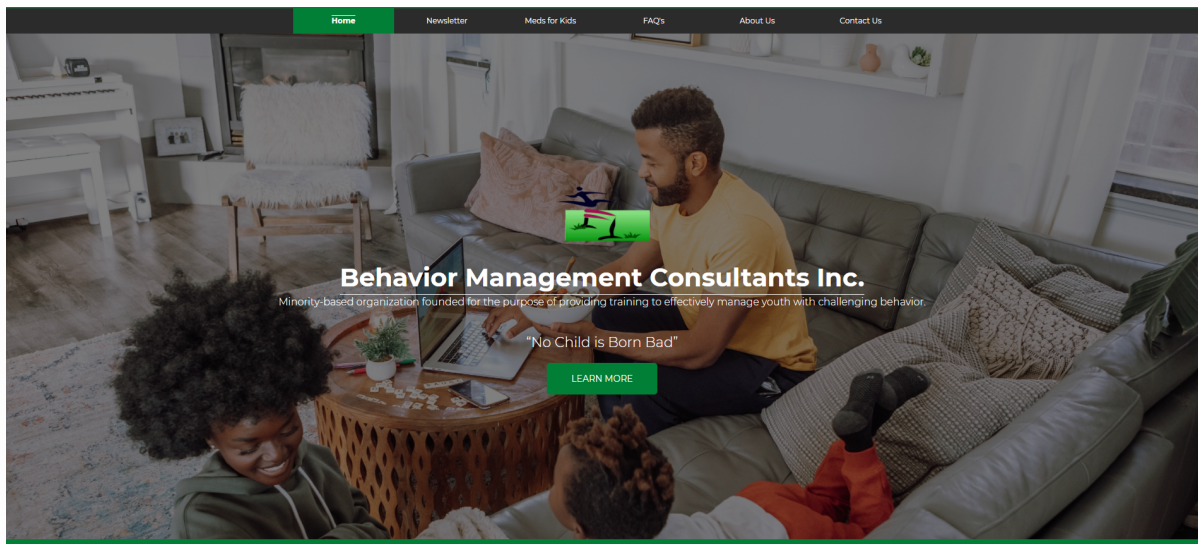 Home
Newsletter
Meds for Kids
FAQ's
About Us
Contact Us
Behavior Management Consultants Inc.
Minority-based organization founded for the purpose of providing training to effectively manage youth with challenging behavior.
“No Child is Born Bad”
LEARN MORE